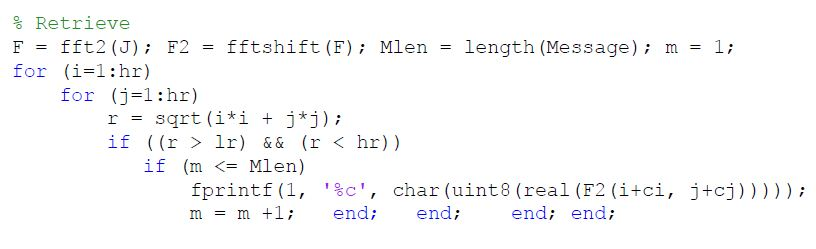 % Retrieve
F = fft2(J); F2 = fftshift(F); Mlen = length(Message); m = 1;
for (i=1:hr)
    for (j=1:hr)
        r = sqrt(i*i + j*j);
        if ((r > lr) && (r < hr))
           if (m <= Mlen)
               fprintf(1, '%c', char(uint8(real(F2(i+ci, j+cj)))));
               m = m +1;   end;   end;    end; end;